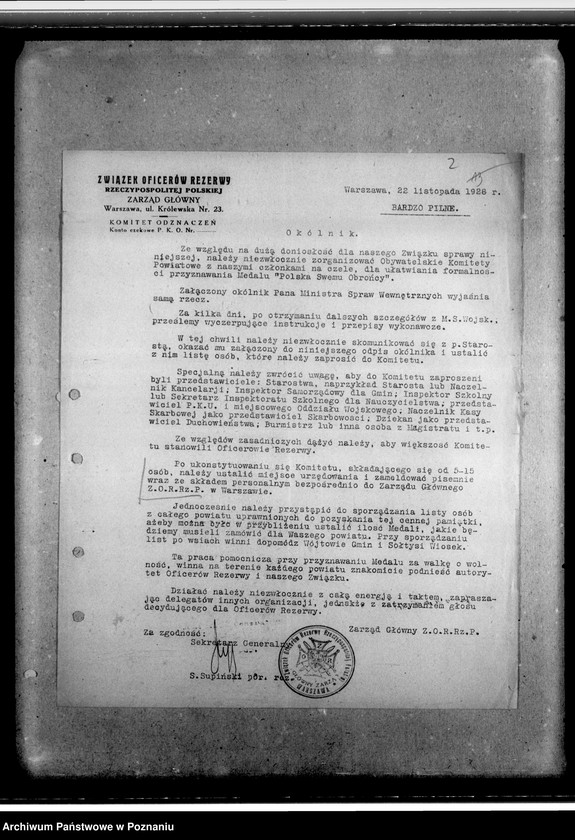 2
13
ZWIĄZEK OFICERÓW REZERWY
RZECZYPOSPOLITEJ POLSKIEJ
ZARZĄD GŁÓWNY
Warszawa, ul. Królewska Nr. 23.
KOMITET ODZNACZEŃ
Konto czekowe P. K. O. Nr.
Warszawa, 22 listopada 1928 r.
BARDZO PILNE.
Okólnik.
Ze względu na dużą doniosłość dla naszego Związku sprawy ni-
niejszej, należy niezwłocznie zorganizować Obywatelskie Komitety
Powiatowe z naszymi członkami na czele, dla ułatwiania formalnoś-
ci przyznawania Medalu "Polska Swemu Obrońcy".
Załączony okólnik Pana Ministra Spraw Wewnętrznych wyjaśnia
samą rzecz.
Za kilka dni, po otrzymaniu dalszych szczegółów z M.S.Wojsk.,
prześlemy wyczerpujące instrukcje i przepisy wykonawcze.
W tej chwili należy niezwłocznie skomunikować się z p.Staro-
stą, okazać mu załączony do niniejszego odpis okólnika i ustalić
z nim listę osób, które należy zaprosić do Komitetu.
Specjalną należy zwrócić uwagę, aby do Komitetu zaproszeni
byli przedstawiciele: Starostwa, naprzykład Starosta lub Naczel-
nik Kancelarji; Inspektor Samorządowy dla Gmin; Inspektor Szkolny
lub Sekretarz Inspektoratu Szkolnego dla Nauczycielstwa; przedsta-
wiciel P.K.U. i miejscowego Oddziału Wojskowego; Naczelnik Kasy
Skarbowej jako przedstawiciel Skarbowości; Dziekan jako przedsta-
wiciel Duchowieństwa; Burmistrz lub inna osoba z Magistratu i t.p.
Ze względów zasadniczych dążyć należy, aby większość Komite-
tu stanowili Oficerowie Rezerwy.
Po ukonstytuowaniu się Komitetu, składającego się od 5-15
osób, należy ustalić miejsce urzędowania i zameldować pisemnie
wraz ze składem personalnym bezpośrednio do Zarządu Głównego
Z.O.R.Rz.P. w Warszawie.
Jednocześnie należy przystąpić do sporządzania listy osób
z całego powiatu uprawnionych do pozyskania tej cennej pamiątki,
ażeby można było w przybliżeniu ustalić ilość Medali, jakie bę-
dziemy musieli zamówić dla Waszego powiatu. Przy sporządzaniu
list po wsiach winni dopomódz Wójtowie Gmin i Sołtysi Wiosek.
Ta praca pomocnicza przy przyznawaniu Medalu za walkę o wol-
ność, winna na terenie każdego powiatu znakomicie podnieść autory-
tet Oficerów Rezerwy i naszego Związku.
Działać należy niezwłocznie z całą energją i taktem, zaprasza-
jąc delegatów innych organizacji, jednakże z zatrzymaniem głosu
decydującego dla Oficerów Rezerwy.
Za zgodność:
Sekretarz Generalny
Zarząd Główny Z.O.R.Rz.P.
S.Supiński por. rez.
Archiwum Państwowe w Poznaniu